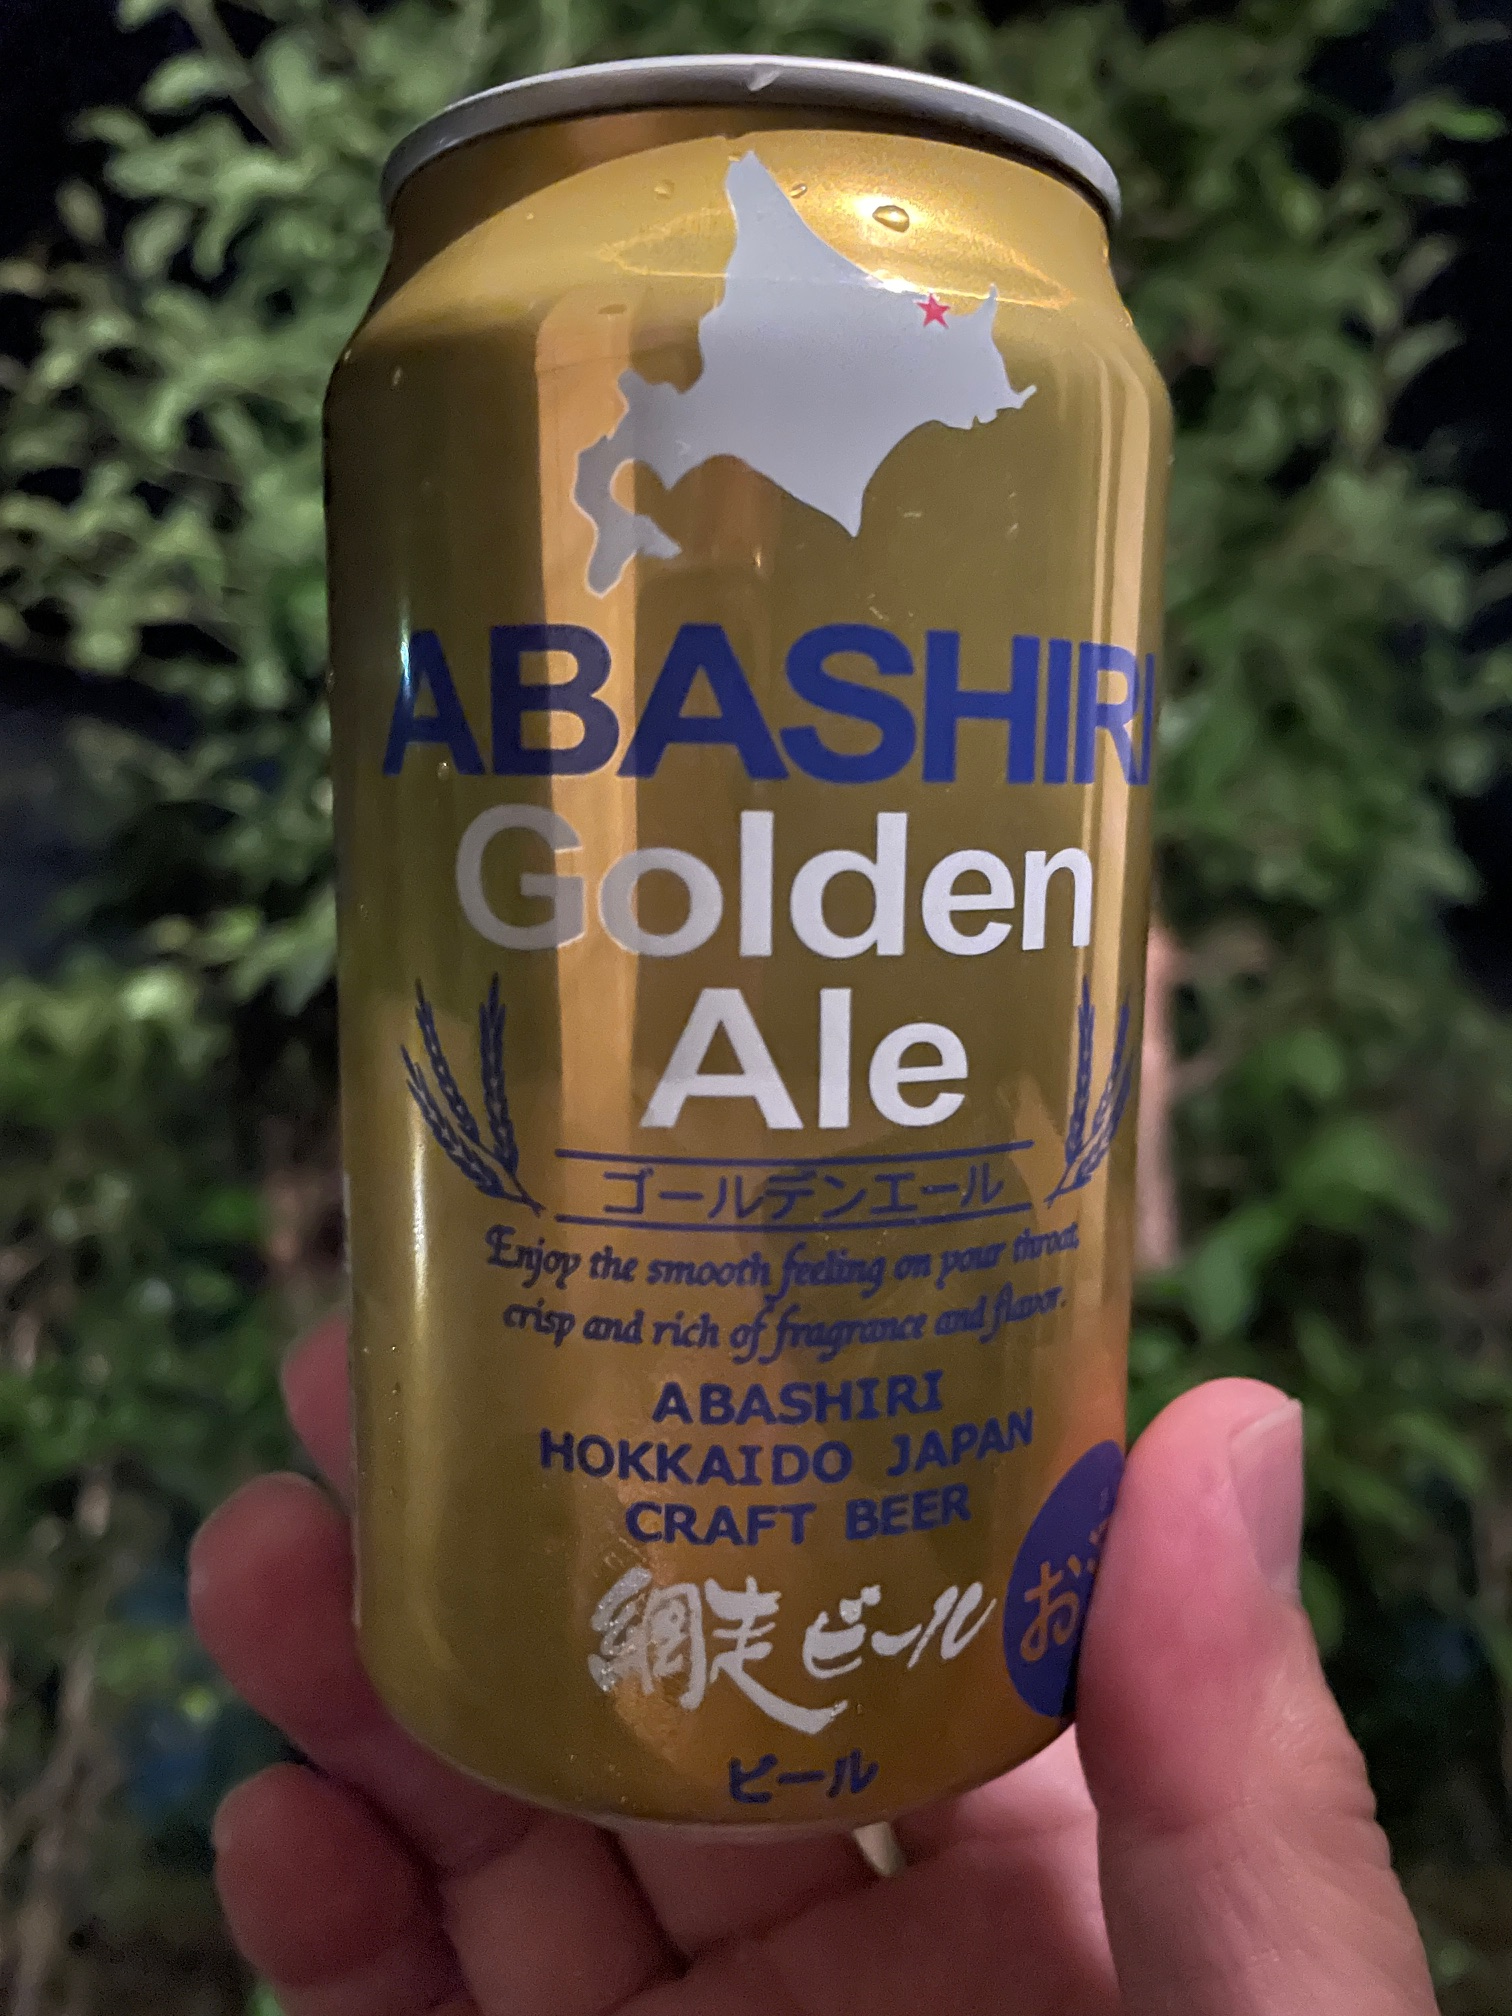 ABASHIRI
Golden
Ale
ゴールデンエール
Enjoy the smooth feeling on your throat,
crisp and rich of fragrance and flavor.
ABASHIRI
HOKKAIDO JAPAN
CRAFT BEER
網走ビール
お
ビール